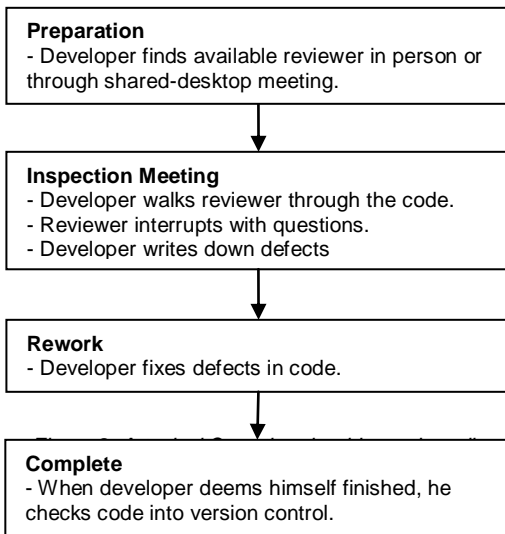 Preparation
- Developer finds available reviewer in person or
through shared-desktop meeting.
Inspection Meeting
- Developer walks reviewer through the code.
- Reviewer interrupts with questions.
- Developer writes down defects
Rework
- Developer fixes defects in code.
Complete
- When developer deems himself finished, he
checks code into version control.